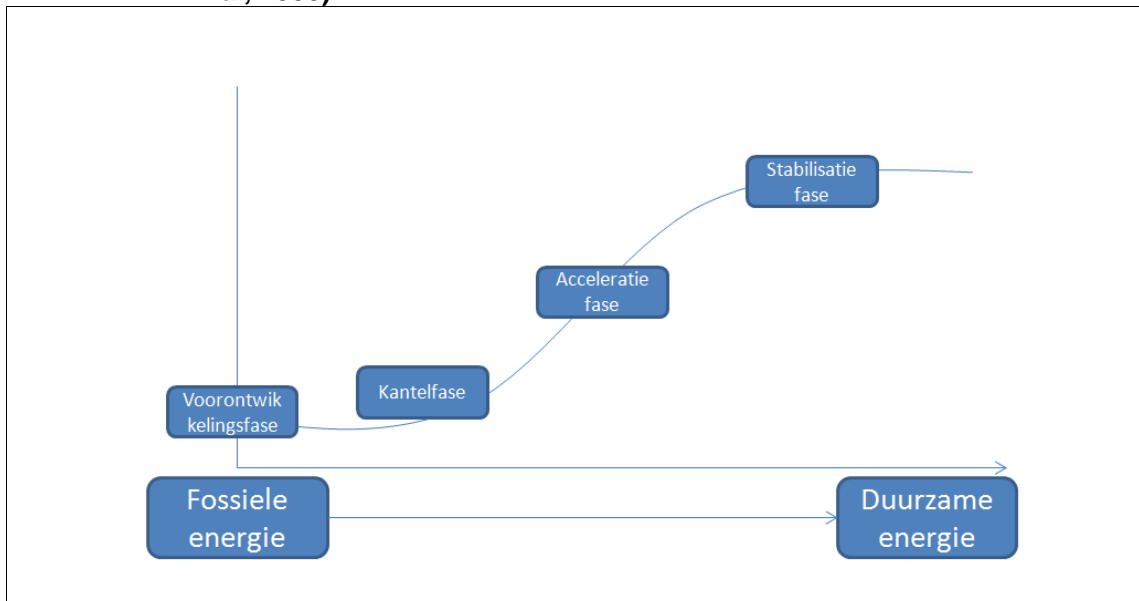 Stabilisatie
fase
Acceleratie
fase
Kantelfase
Voorontwik
kelingsfase
Fossiele
energie
Duurzame
energie